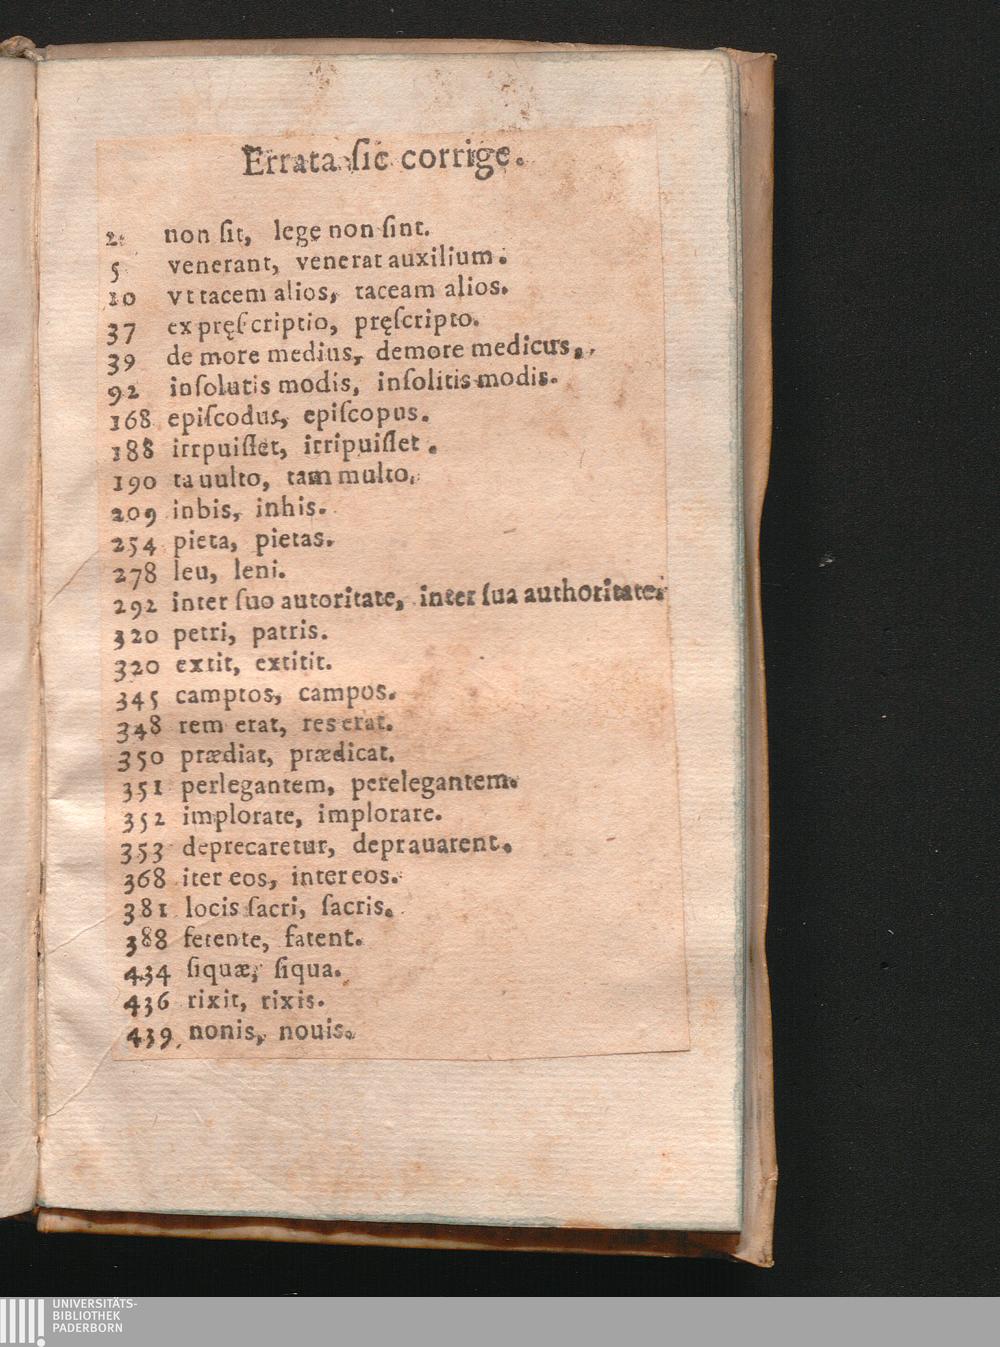 Errata ſic corrige.
2. non ſit, lege non ſint.
5 venerant, venerat auxilium.
10 vt tacem alios, taceam alios.
37 ex pręſcriptio, pręſcripto.
39 de more medius, de more medicus.
92 inſolutis modis, inſolitis modis.
168 epiſcodus, epiſcopus.
188 irrpuiſſet, irripuiſſet.
190 ta uulto, tam multo.
209 inbis, inhis.
254 pieta, pietas.
278 leu, leni.
292 inter ſuo autoritate, inter ſua authoritate.
320 petri, patris.
320 extit, extitit.
345 camptos, campos.
348 rem erat, res erat.
350 prædiat, prædicat.
351 perlegantem, perelegantem.
352 implorate, implorare.
353 deprecaretur, deprauarent.
368 iter eos, inter eos.
381 locis ſacri, ſacris.
388 fetente, fatent.
434 ſiquæ, ſiqua.
436 rixit, rixis.
439 nonis, nouis.
UNIVERSITÄTS-
BIBLIOTHEK
PADERBORN